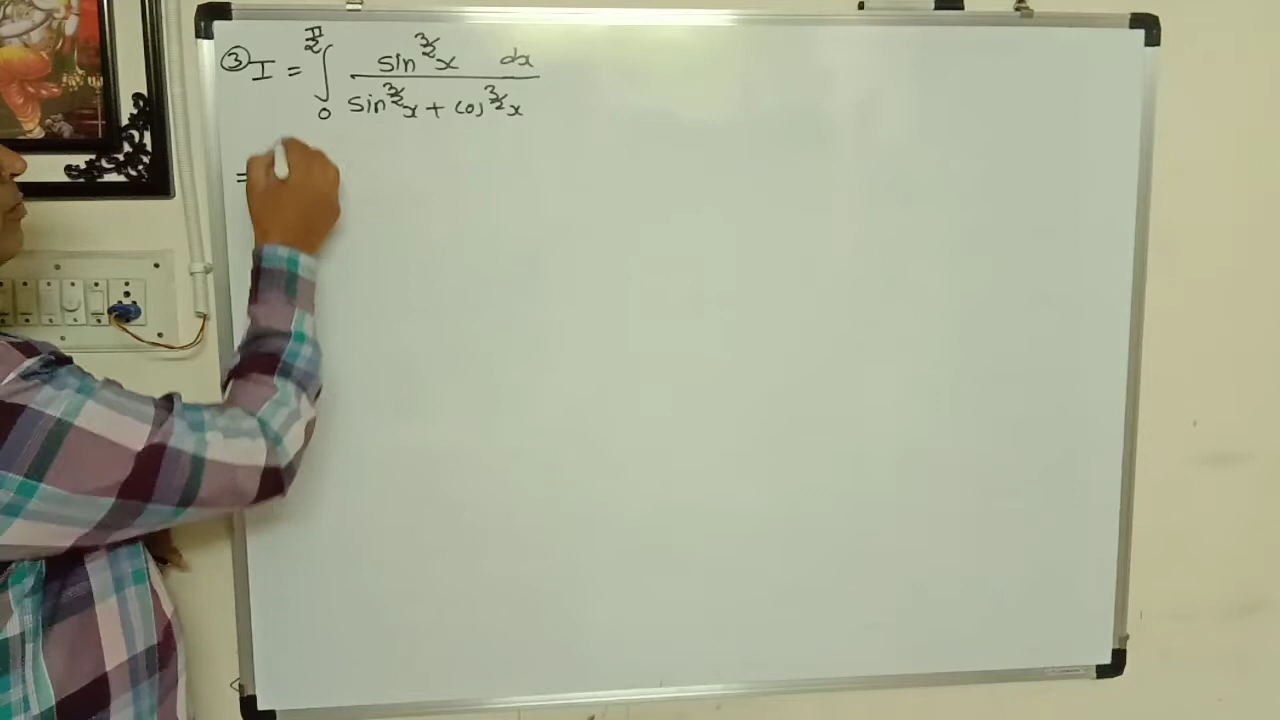 ③ I = ∫₀^(π/2) sin^(3/2)x dx / (sin^(3/2)x + cos^(3/2)x)
=